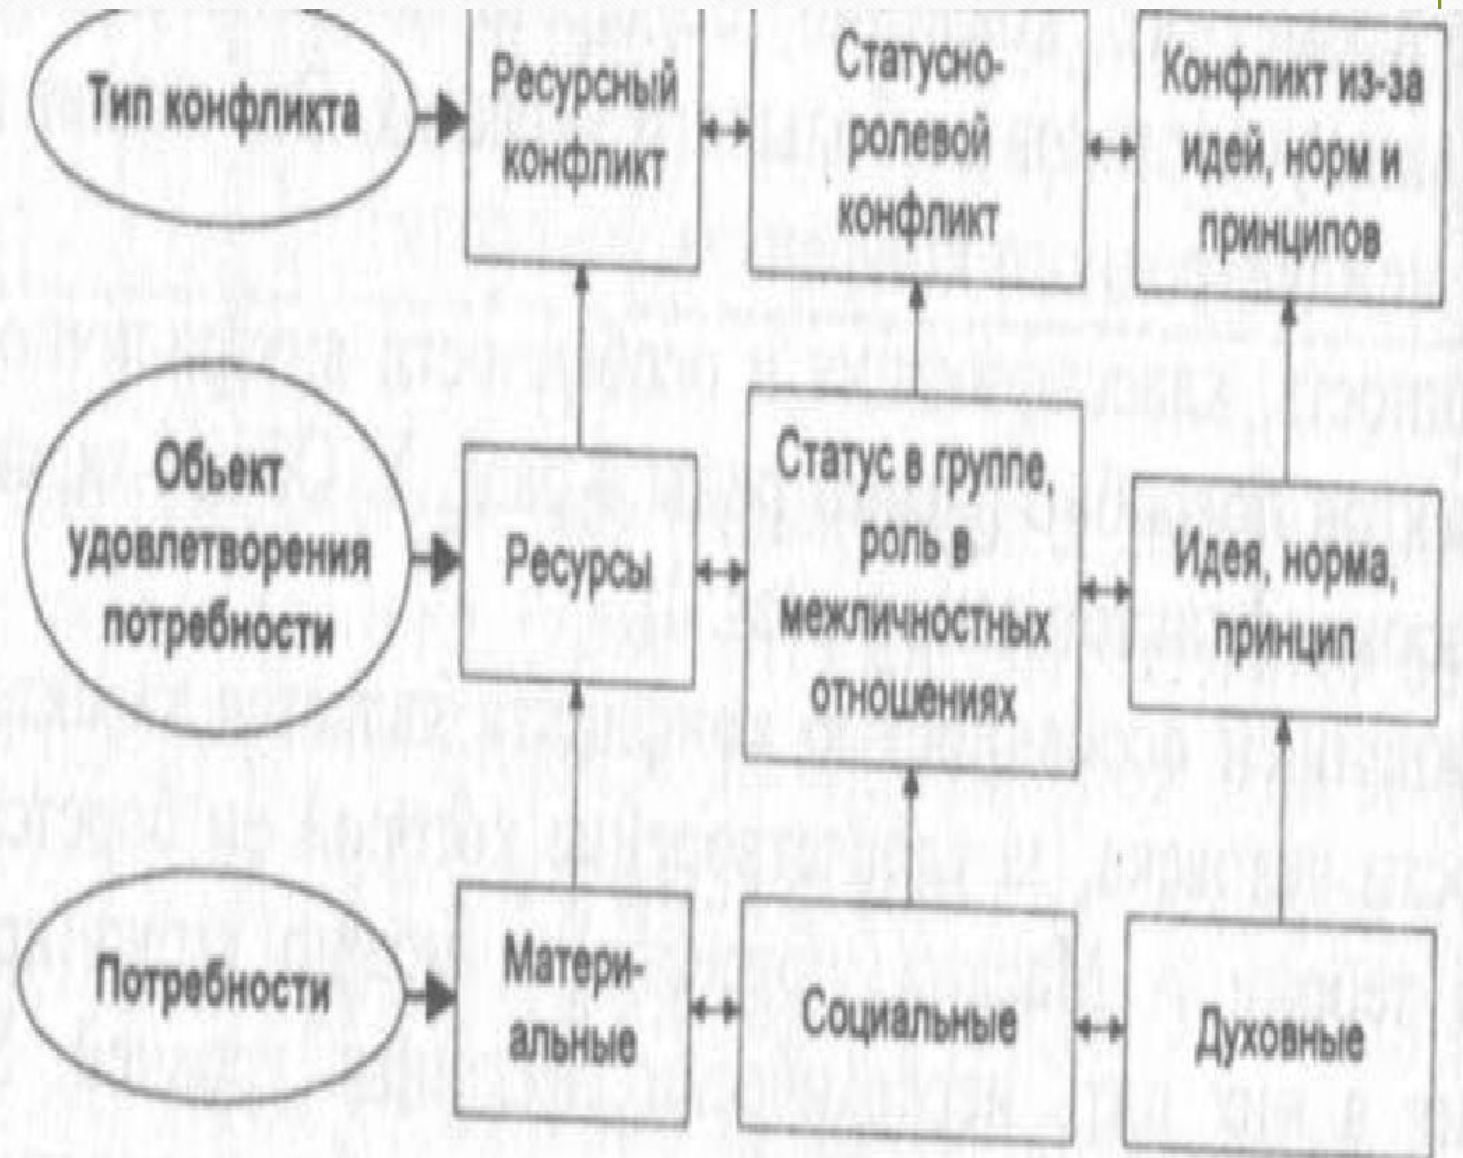 Тип конфликта
Ресурсный
конфликт
Статусно-
ролевой
конфликт
Конфликт из-за
идей, норм и
принципов
Обьект
удовлетворения
потребности
Ресурсы
Статус в группе,
роль в
межличностных
отношениях
Идея, норма,
принцип
Потребности
Матери-
альные
Социальные
Духовные